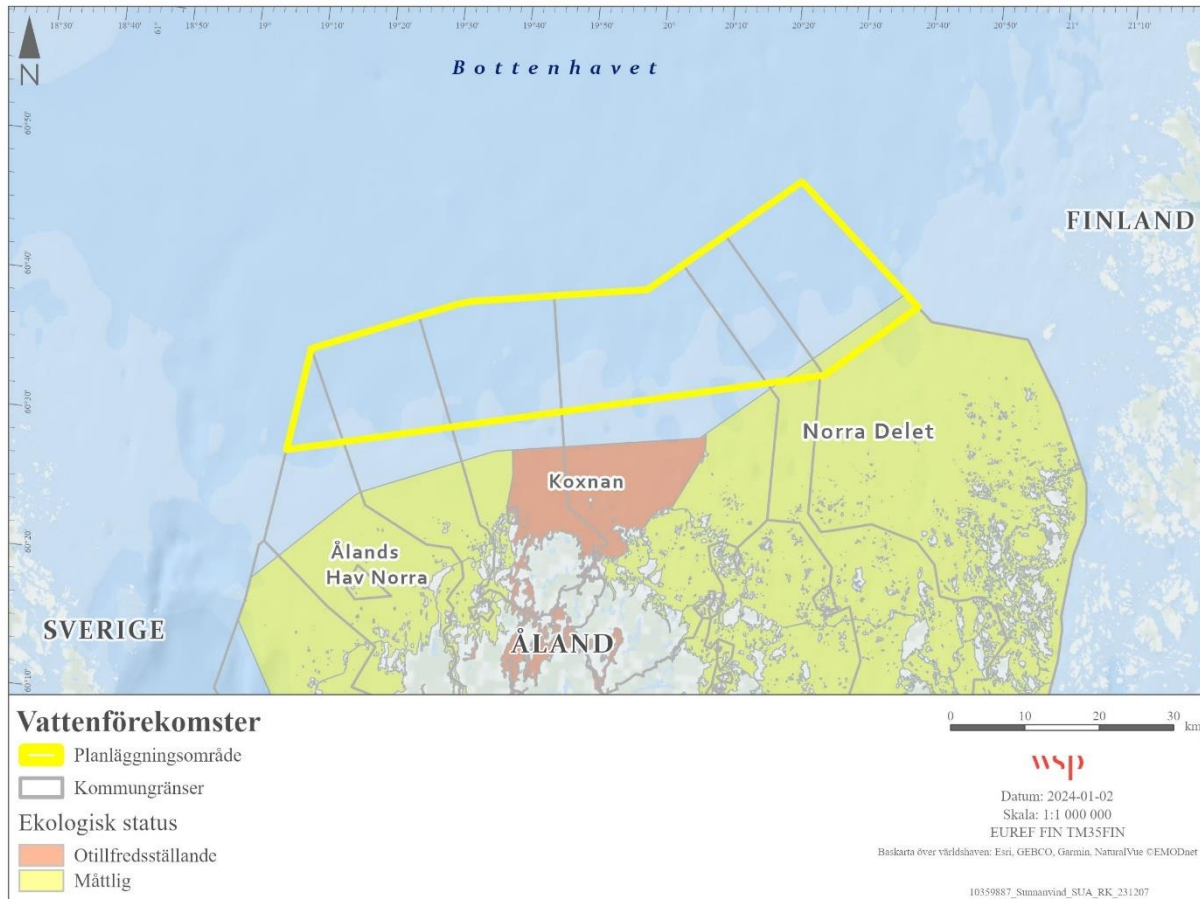 18°30' 18°40' 18°50' 19° 19°10' 19°20' 19°30' 19°40' 19°50' 20° 20°10' 20°20' 20°30' 20°40' 20°50' 21° 21°10'
61°
N
Bottenhavet
60°50'
FINLAND
60°40'
60°30'
Norra Delet
Koxnan
60°20'
Ålands
Hav Norra
SVERIGE
ÅLAND
60°10'
Vattenförekomster
Planläggningsområde
Kommungränser
Ekologisk status
Otillfredsställande
Måttlig
0 10 20 30
km
wsp
Datum: 2024-01-02
Skala: 1:1 000 000
EUREF FIN TM35FIN
Baskarta över världshaven: Esri, GEBCO, Garmin, NaturalVue ©EMODnet
10359887_Sunnanvind_SUA_RK_231207